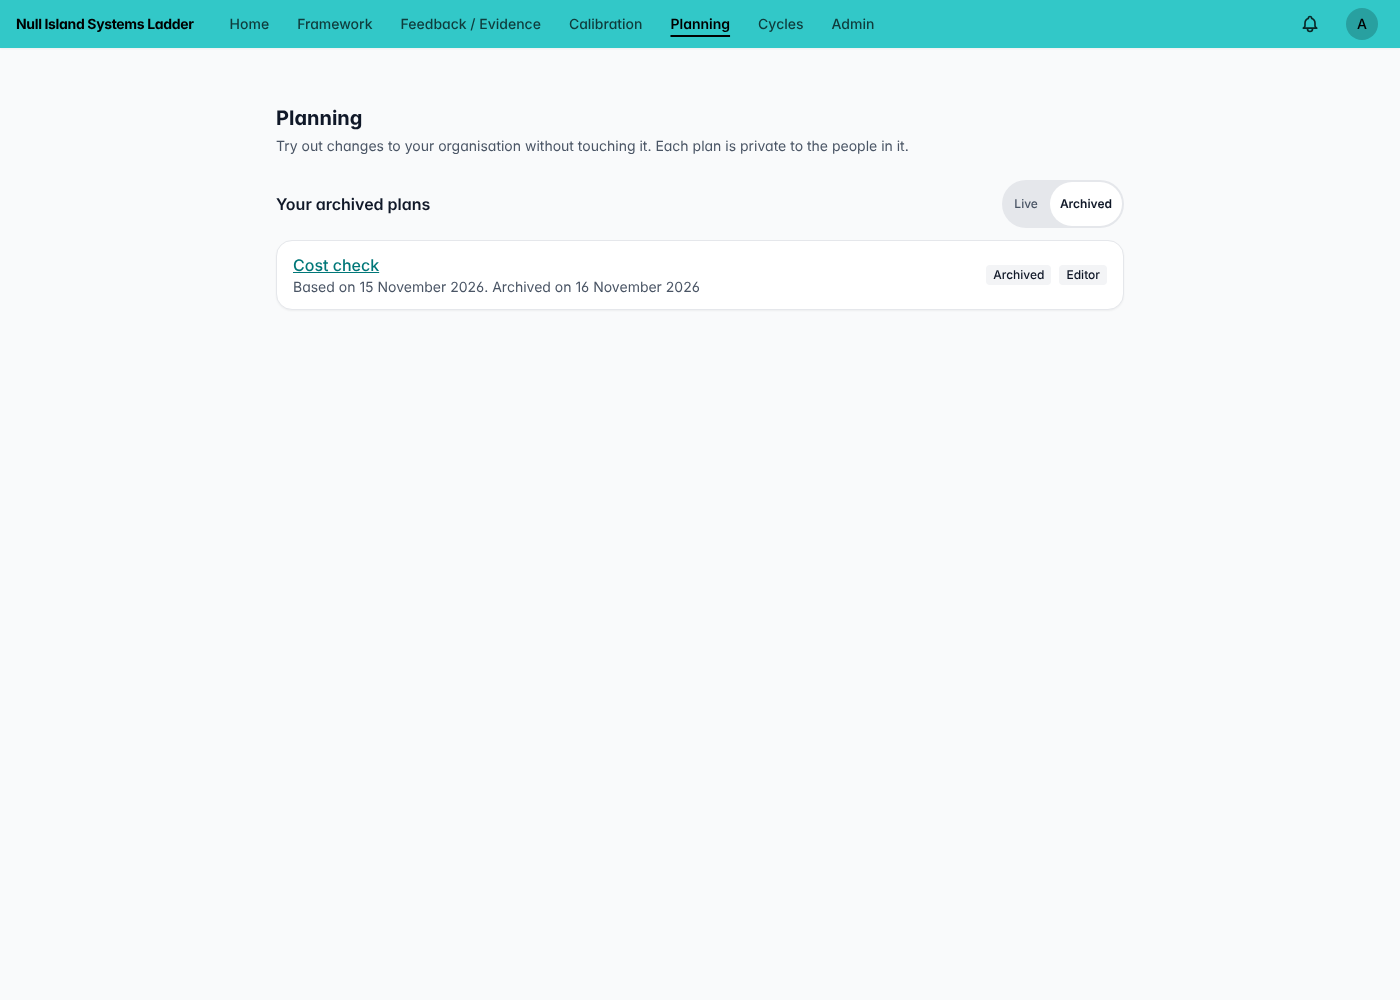 Null Island Systems Ladder Home Framework Feedback / Evidence Calibration Planning Cycles Admin A
Planning
Try out changes to your organisation without touching it. Each plan is private to the people in it.
Your archived plans Live Archived
Cost check
Based on 15 November 2026. Archived on 16 November 2026 Archived Editor